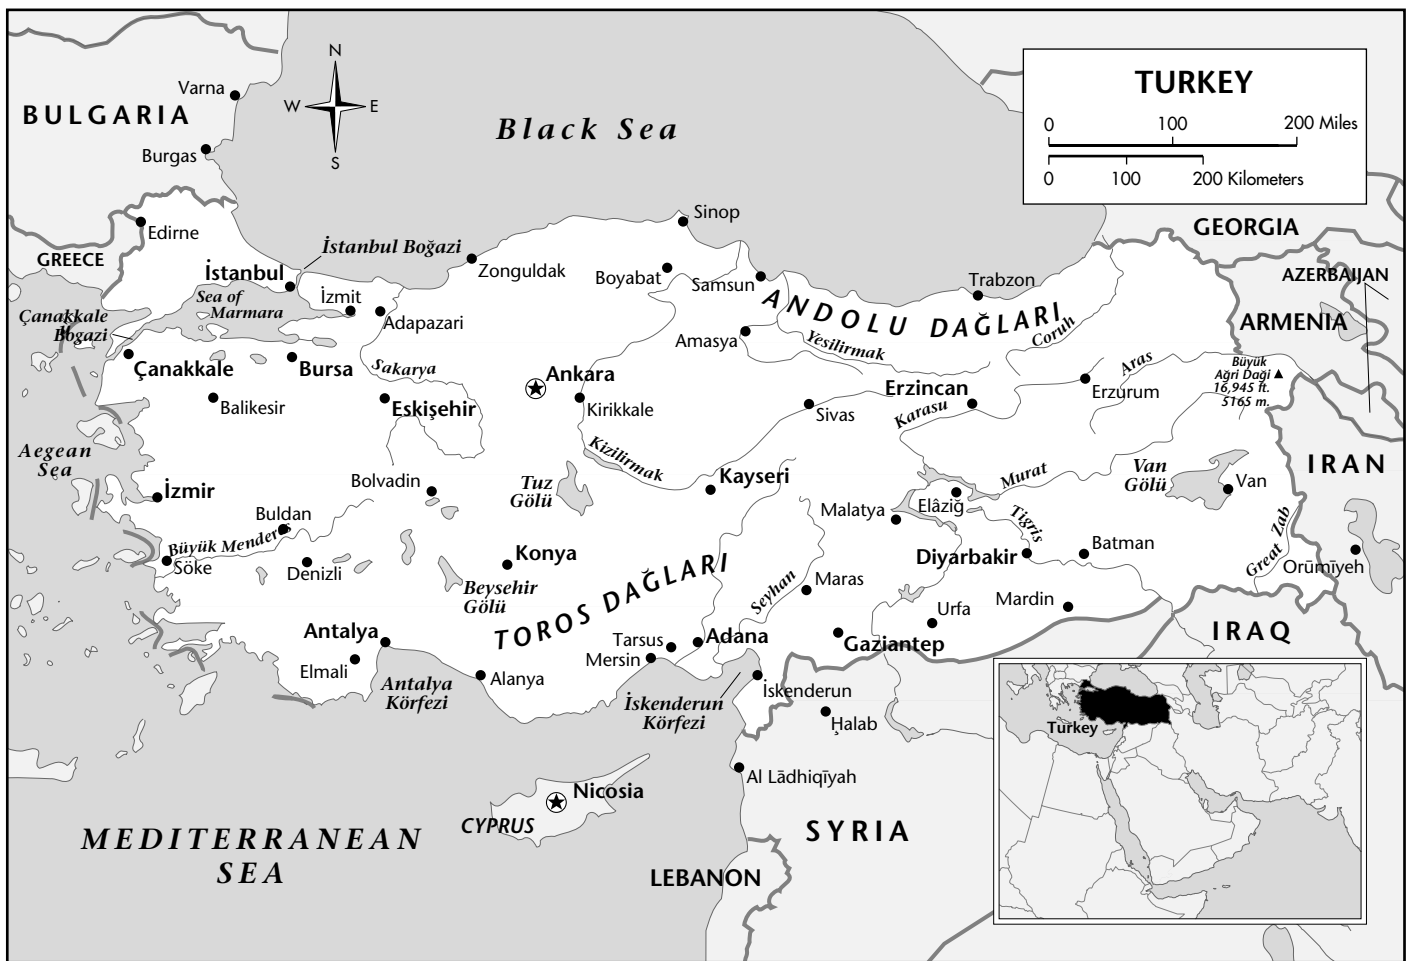 N
W E
S
TURKEY
0 100 200 Miles
0 100 200 Kilometers
BULGARIA
Varna
Burgas
Black Sea
GEORGIA
AZERBAIJAN
ARMENIA
GREECE
Edirne
İstanbul Boğazi
İstanbul
Sea of
Marmara
İzmit
Adapazari
Zonguldak
Sinop
Boyabat
Samsun
Trabzon
ANDOLU DAĞLARI
Çanakkale
Bogazi
Çanakkale
Bursa
Sakarya
Ankara
Amasya
Yesilirmak
Coruh
Aras
Büyük
Ağri Daği
16,945 ft.
5165 m.
Balikesir
Eskişehir
Kirikkale
Sivas
Erzincan
Karasu
Erzurum
Aegean
Sea
Kizilirmak
IRAN
İzmir
Bolvadin
Tuz
Gölü
Kayseri
Murat
Van
Gölü
Van
Malatya
Elâziğ
Tigris
Buldan
Büyük Menderes
Söke
Denizli
Konya
Beysehir
Gölü
TOROS DAĞLARI
Seyhan
Maras
Diyarbakir
Batman
Great Zab
Orūmīyeh
Mardin
Urfa
Gaziantep
IRAQ
Antalya
Elmali
Antalya
Körfezi
Alanya
Tarsus
Mersin
Adana
İskenderun
Körfezi
İskenderun
Ḩalab
Al Lādhiqīyah
Nicosia
CYPRUS
MEDITERRANEAN
SEA
LEBANON
SYRIA
Turkey